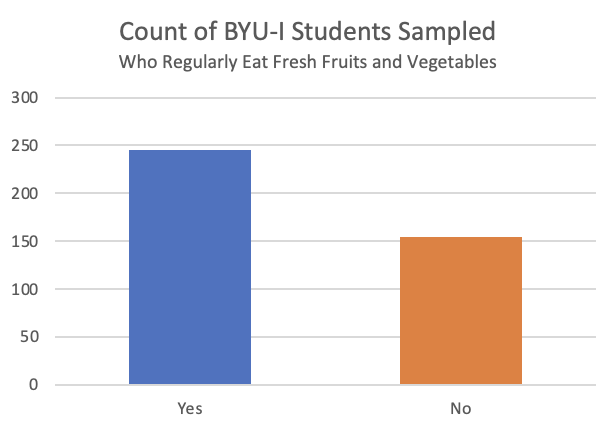 Count of BYU-I Students Sampled
Who Regularly Eat Fresh Fruits and Vegetables
300
250
200
150
100
50
0
Yes No